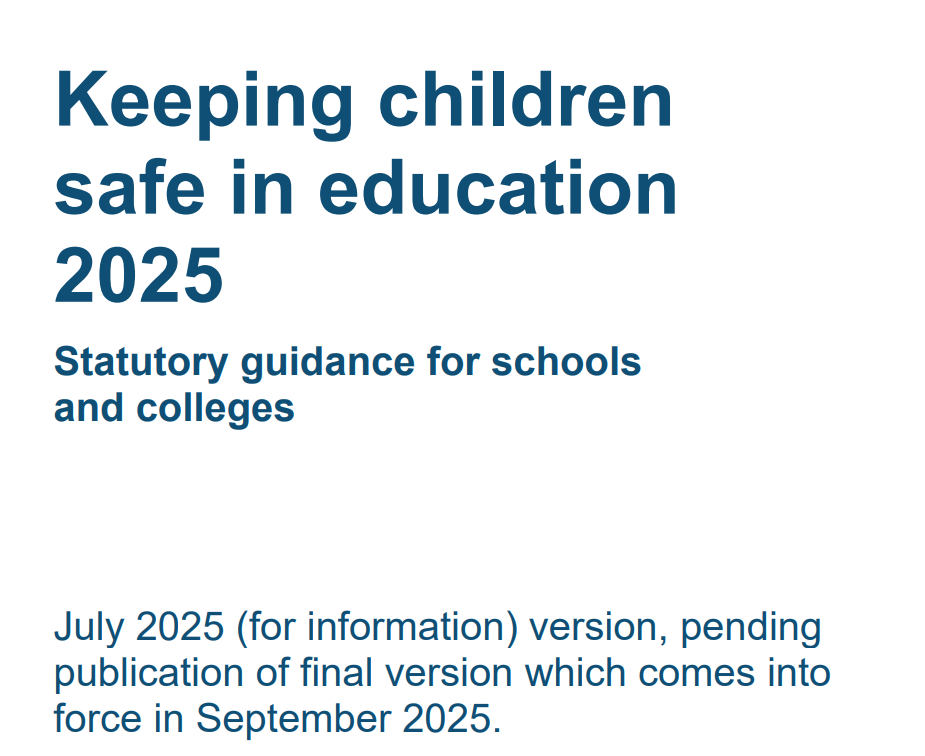 Keeping children
safe in education
2025
Statutory guidance for schools
and colleges
July 2025 (for information) version, pending
publication of final version which comes into
force in September 2025.